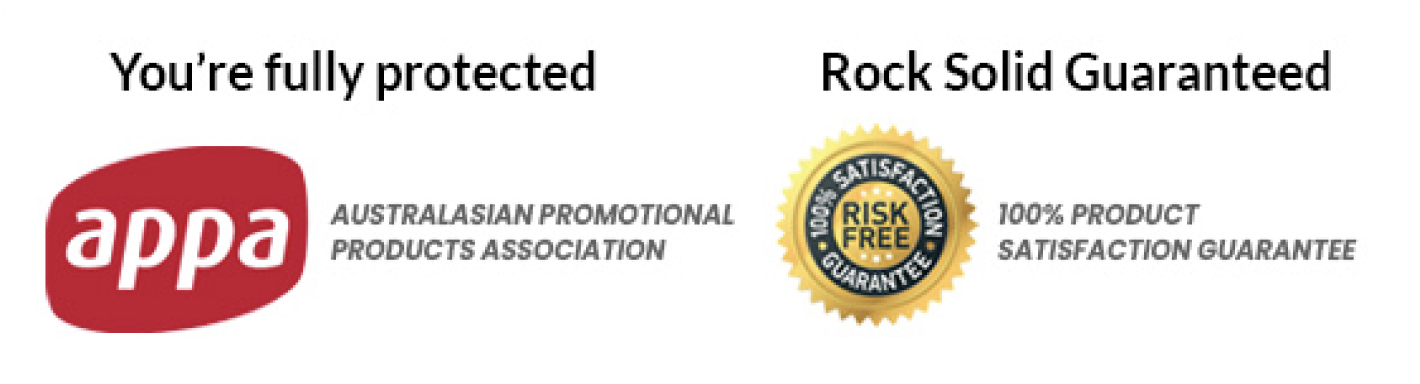 You're fully protected
appa
AUSTRALASIAN PROMOTIONAL
PRODUCTS ASSOCIATION
Rock Solid Guaranteed
100% SATISFACTION
RISK
FREE
GUARANTEE
100% PRODUCT
SATISFACTION GUARANTEE